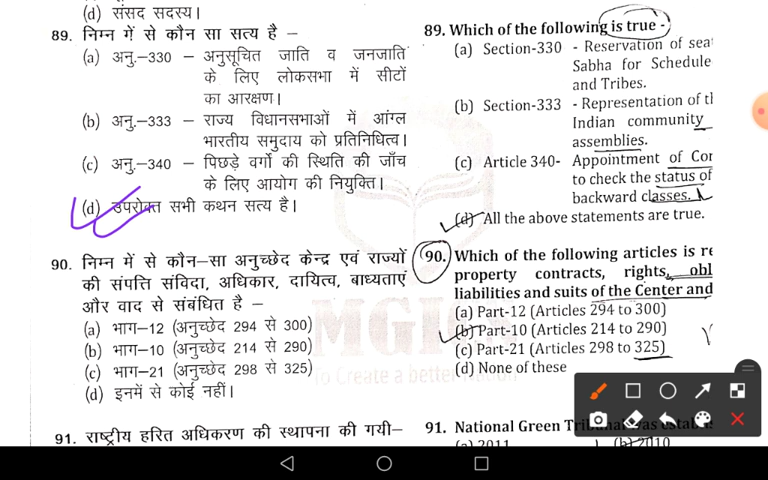 (d) संसद सदस्य।
89. निम्न में से कौन सा सत्य है –
(a) अनु.–330 – अनुसूचित जाति व जनजाति
के लिए लोकसभा में सीटों
का आरक्षण।
(b) अनु.–333 – राज्य विधानसभाओं में आंग्ल
भारतीय समुदाय को प्रतिनिधित्व।
(c) अनु.–340 – पिछड़े वर्गो की स्थिति की जाँच
के लिए आयोग की नियुक्ति।
(d) उपरोक्त सभी कथन सत्य है।
90. निम्न में से कौन–सा अनुच्छेद केन्द्र एवं राज्यों
की संपत्ति संविदा, अधिकार, दायित्व, बाध्यताएं
और वाद से संबंधित है –
(a) भाग–12 (अनुच्छेद 294 से 300)
(b) भाग–10 (अनुच्छेद 214 से 290)
(c) भाग–21 (अनुच्छेद 298 से 325)
(d) इनमें से कोई नहीं।
91. राष्ट्रीय हरित अधिकरण की स्थापना की गयी–
89. Which of the following is true -
(a) Section-330 - Reservation of sea
Sabha for Schedule
and Tribes.
(b) Section-333 - Representation of th
Indian community
assemblies.
(c) Article 340- Appointment of Cor
to check the status of
backward classes.
(d) All the above statements are true.
90. Which of the following articles is re
property contracts, rights, obl
liabilities and suits of the Center and
(a) Part-12 (Articles 294 to 300)
(b) Part-10 (Articles 214 to 290)
(c) Part-21 (Articles 298 to 325)
(d) None of these
91. National Green Tribunal was establ
(a) 2011 (b) 2010
MGI
To Create a better